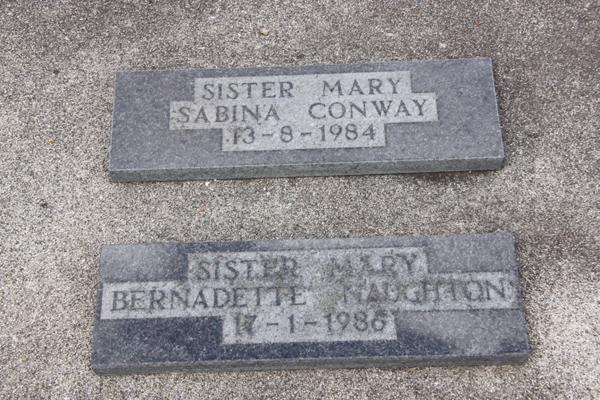 SISTER MARY
SABINA CONWAY
13-8-1984
SISTER MARY
BERNADETTE NAUGHTON
17-1-1986